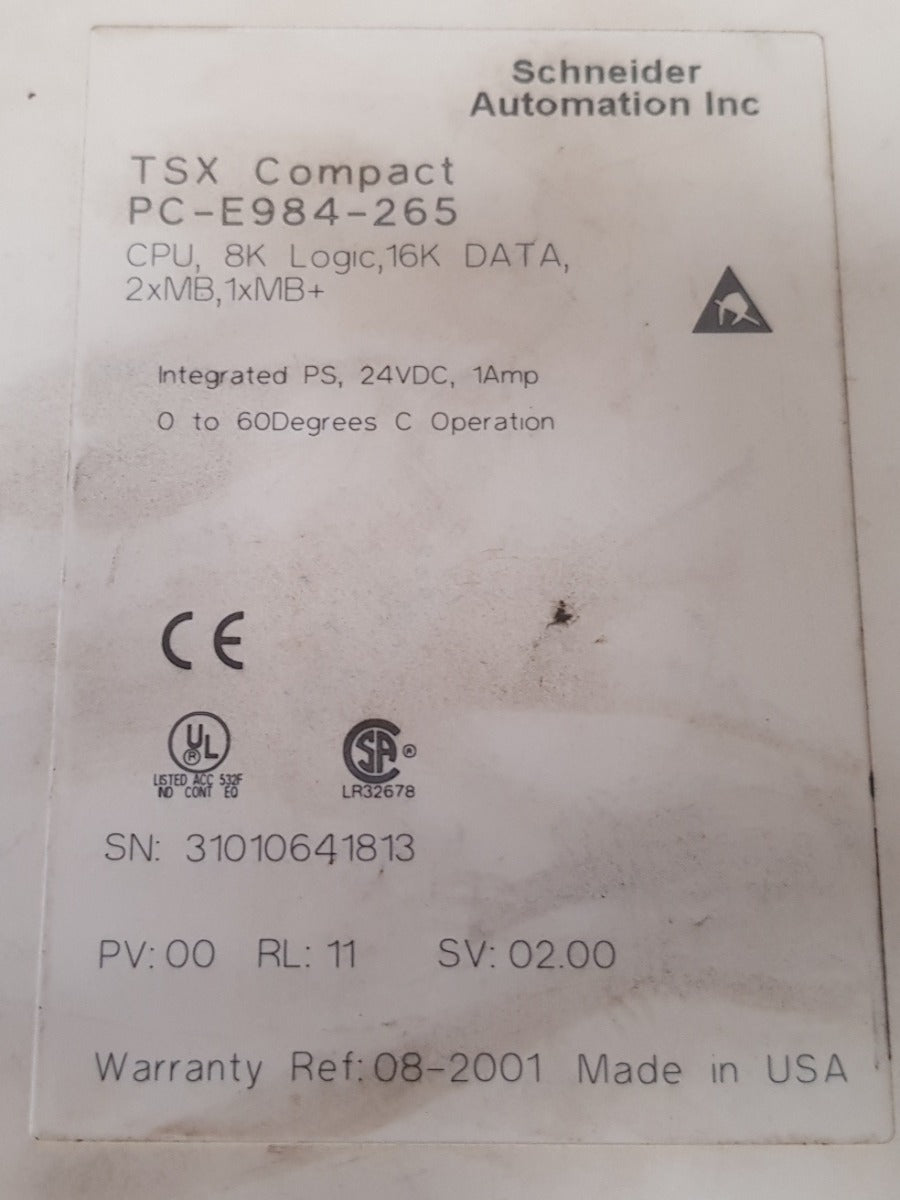 Schneider
Automation Inc
TSX Compact
PC-E984-265
CPU, 8K Logic,16K DATA,
2xMB,1xMB+
Integrated PS, 24VDC, 1Amp
0 to 60Degrees C Operation
CE
UL ®
LISTED ACC 532F
IND CONT EQ
SA ®
LR32678
SN: 31010641813
PV: 00 RL: 11 SV: 02.00
Warranty Ref: 08-2001 Made in USA